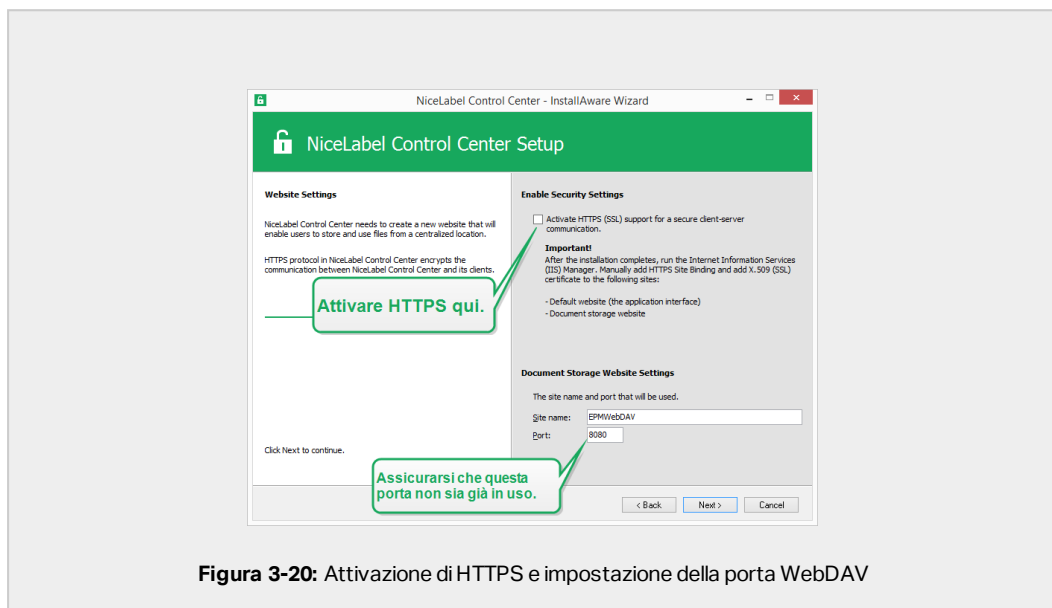 NiceLabel Control Center - InstallAware Wizard
NiceLabel Control Center Setup
Website Settings
NiceLabel Control Center needs to create a new website that will
enable users to store and use files from a centralized location.
HTTPS protocol in NiceLabel Control Center encrypts the
communication between NiceLabel Control Center and its clients.
Attivare HTTPS qui.
Click Next to continue.
Enable Security Settings
Activate HTTPS (SSL) support for a secure client-server
communication.
Important!
After the installation completes, run the Internet Information Services
(IIS) Manager. Manually add HTTPS Site Binding and add X.509 (SSL)
certificate to the following sites:
- Default website (the application interface)
- Document storage website
Document Storage Website Settings
The site name and port that will be used.
Site name: EPMWebDAV
Port: 8080
Assicurarsi che questa
porta non sia già in uso.
< Back Next > Cancel
Figura 3-20: Attivazione di HTTPS e impostazione della porta WebDAV